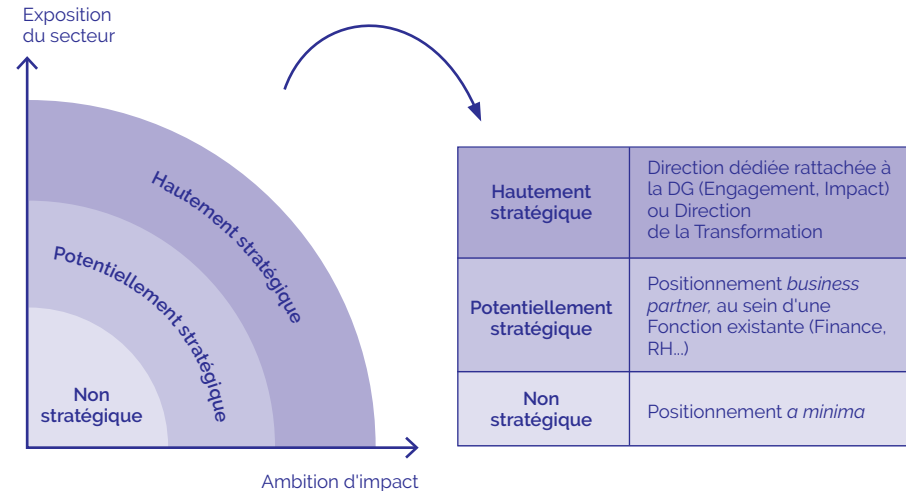 Exposition
du secteur
Hautement stratégique
Potentiellement stratégique
Non
stratégique
Ambition d'impact
Hautement
stratégique
Direction dédiée rattachée à
la DG (Engagement, Impact)
ou Direction
de la Transformation
Potentiellement
stratégique
Positionnement business
partner, au sein d'une
Fonction existante (Finance,
RH...)
Non
stratégique
Positionnement a minima